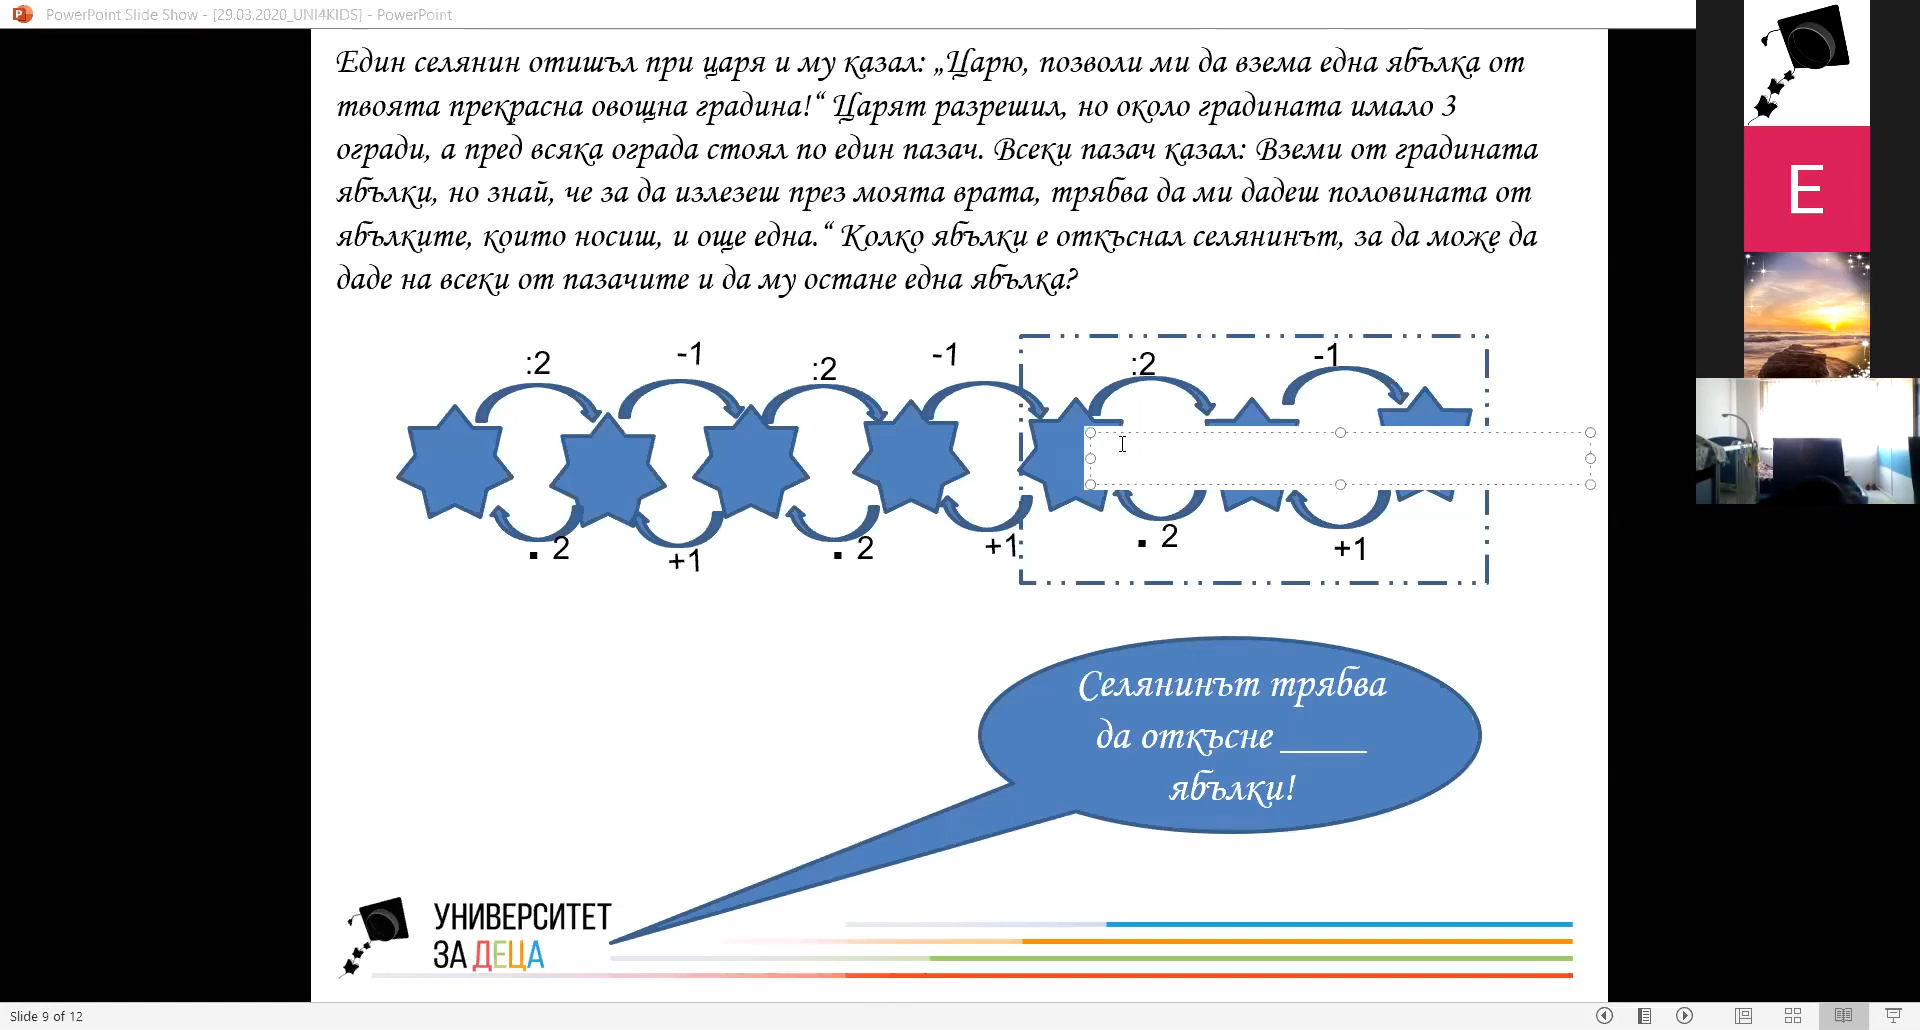 PowerPoint Slide Show - [29.03.2020_UNI4KIDS] - PowerPoint
Един селянин отишъл при царя и му казал: „Царю, позволи ми да взема една ябълка от
твоята прекрасна овощна градина!“ Царят разрешил, но около градината имало 3
огради, а пред всяка ограда стоял по един пазач. Всеки пазач казал: Вземи от градината
ябълки, но знай, че за да излезеш през моята врата, трябва да ми дадеш половината от
ябълките, които носиш, и още една.“ Колко ябълки е откъснал селянинът, за да може да
даде на всеки от пазачите и да му остане една ябълка?
:2 -1 :2 -1 :2 -1
. 2 +1 . 2 +1 . 2 +1
Селянинът трябва
да откъсне _____
ябълки!
УНИВЕРСИТЕТ
ЗА ДЕЦА
E
Slide 9 of 12